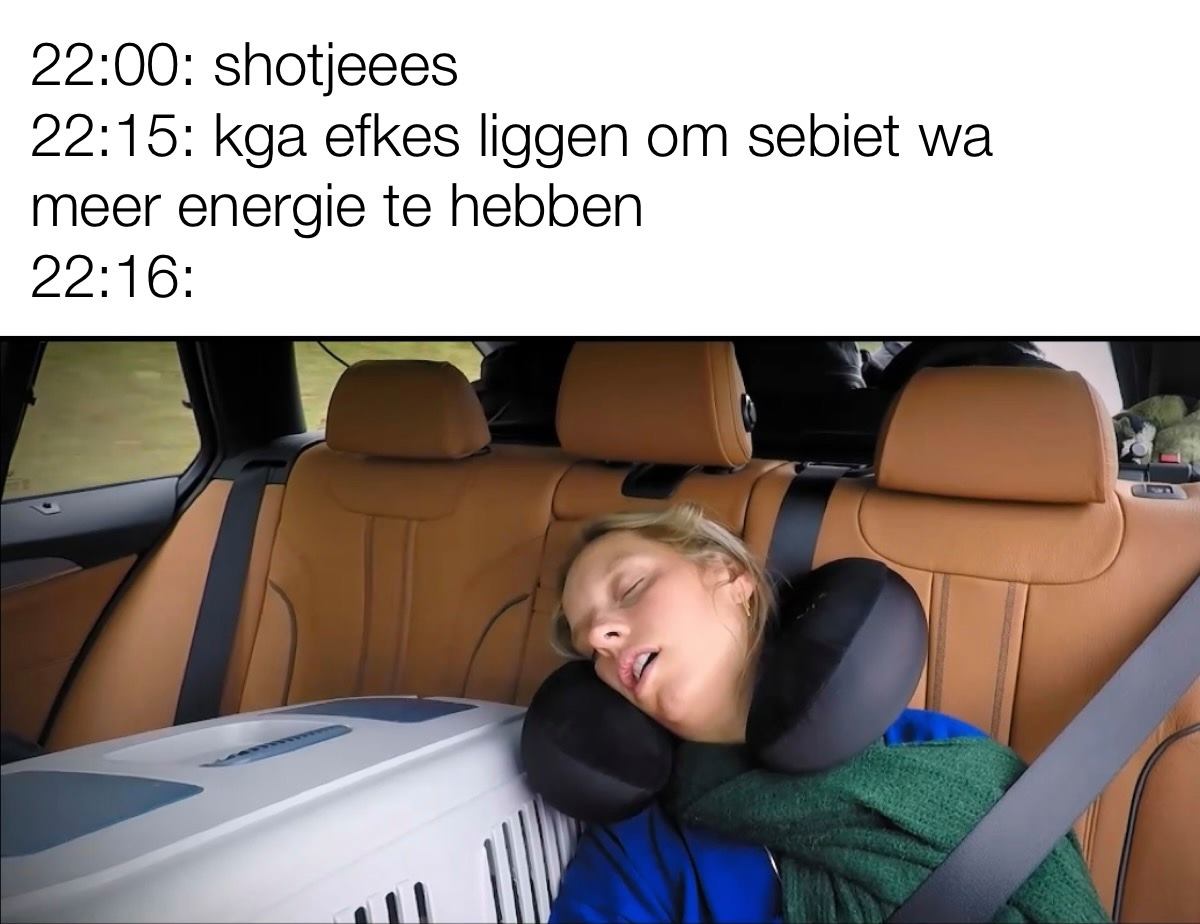 22:00: shotjeees
22:15: kga efkes liggen om sebiet wa
meer energie te hebben
22:16: